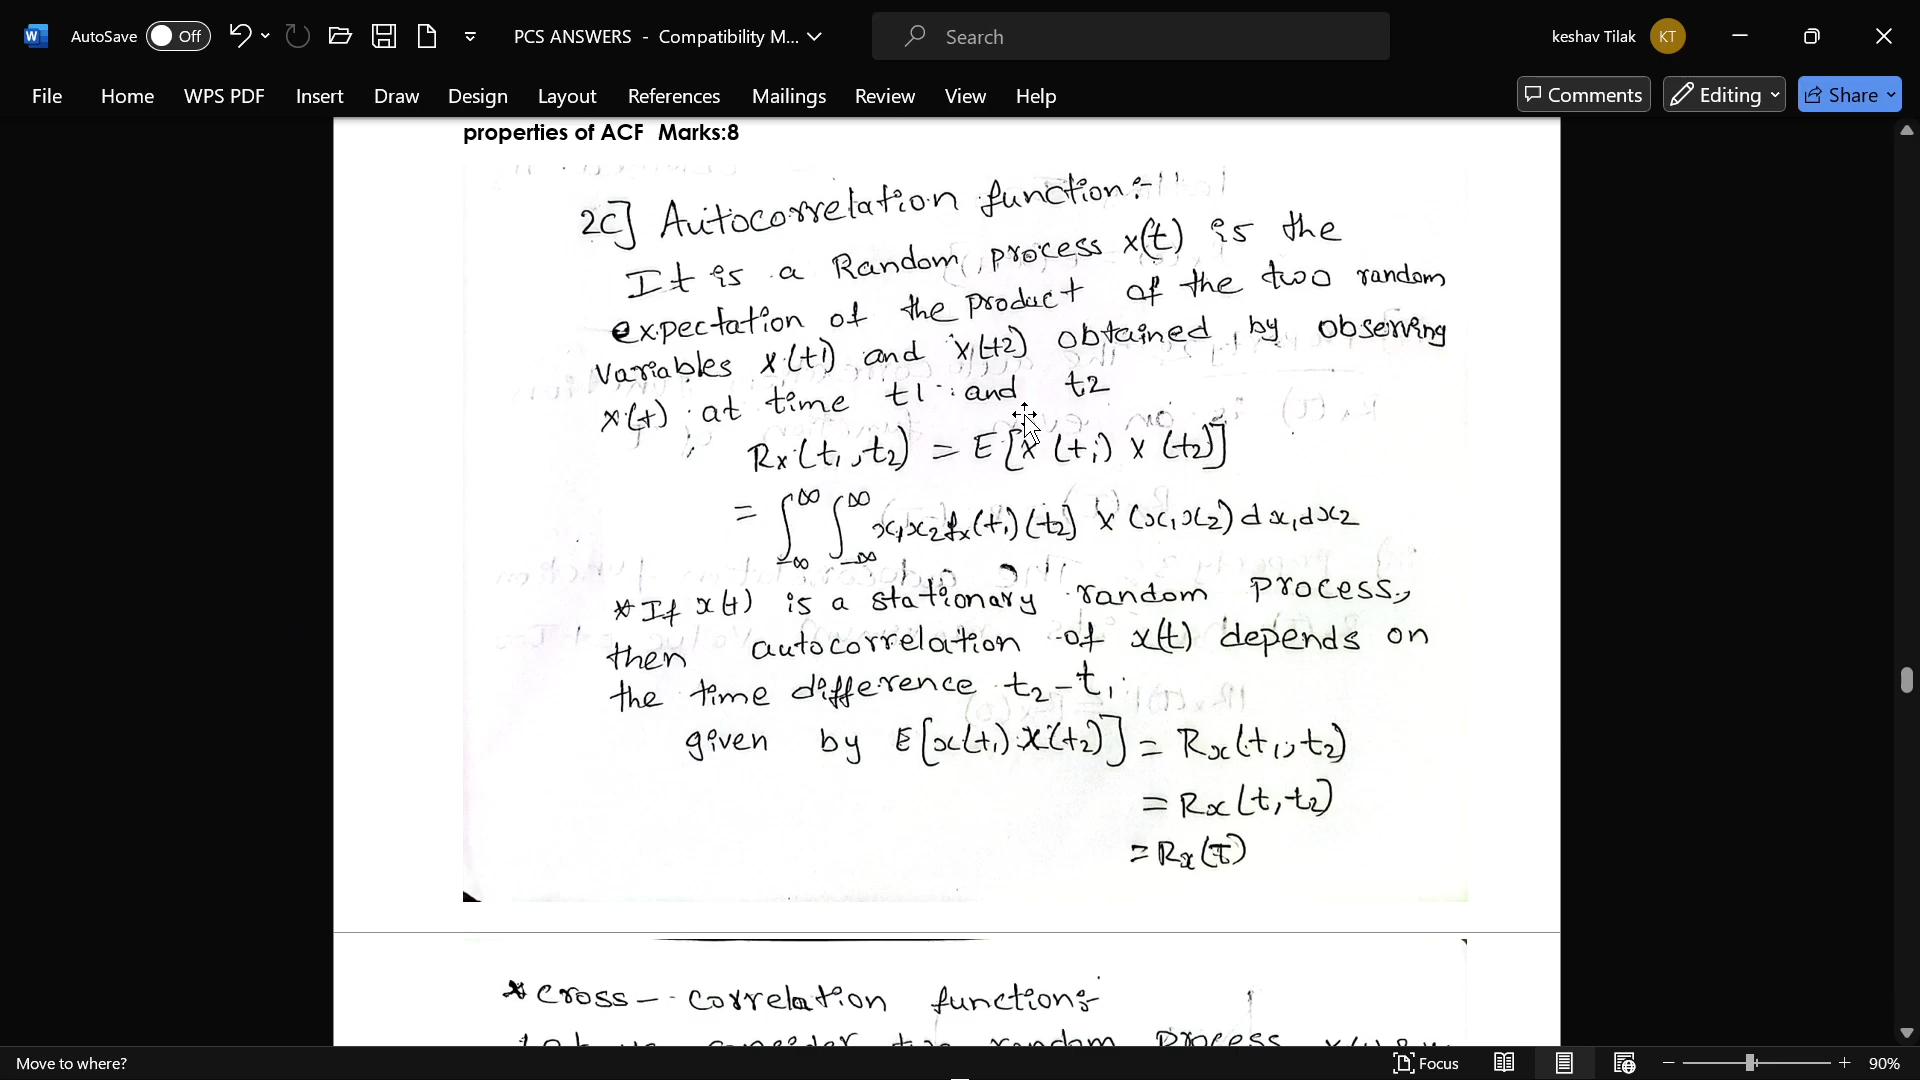 AutoSave Off PCS ANSWERS - Compatibility M... Search keshav Tilak KT
File Home WPS PDF Insert Draw Design Layout References Mailings Review View Help Comments Editing Share
properties of ACF Marks:8
2C] Autocorrelation function:-
It is a Random process x(t) is the
expectation of the product of the two random
variables x(t1) and x(t2) obtained by observing
x(t) at time t1 and t2
Rx(t1,t2) = E[x(t1) x(t2)]
= ∫∞-∞ ∫∞-∞ x1x2fx(t1)(t2) x (x1x2) dx1dx2
* If x(t) is a stationary random process,
then autocorrelation of x(t) depends on
the time difference t2-t1.
given by E[x(t1) x(t2)] = Rx(t1,t2)
= Rx(t,t2)
= Rx(τ)
* cross - correlation function:-
random process
Move to where? Focus 90%